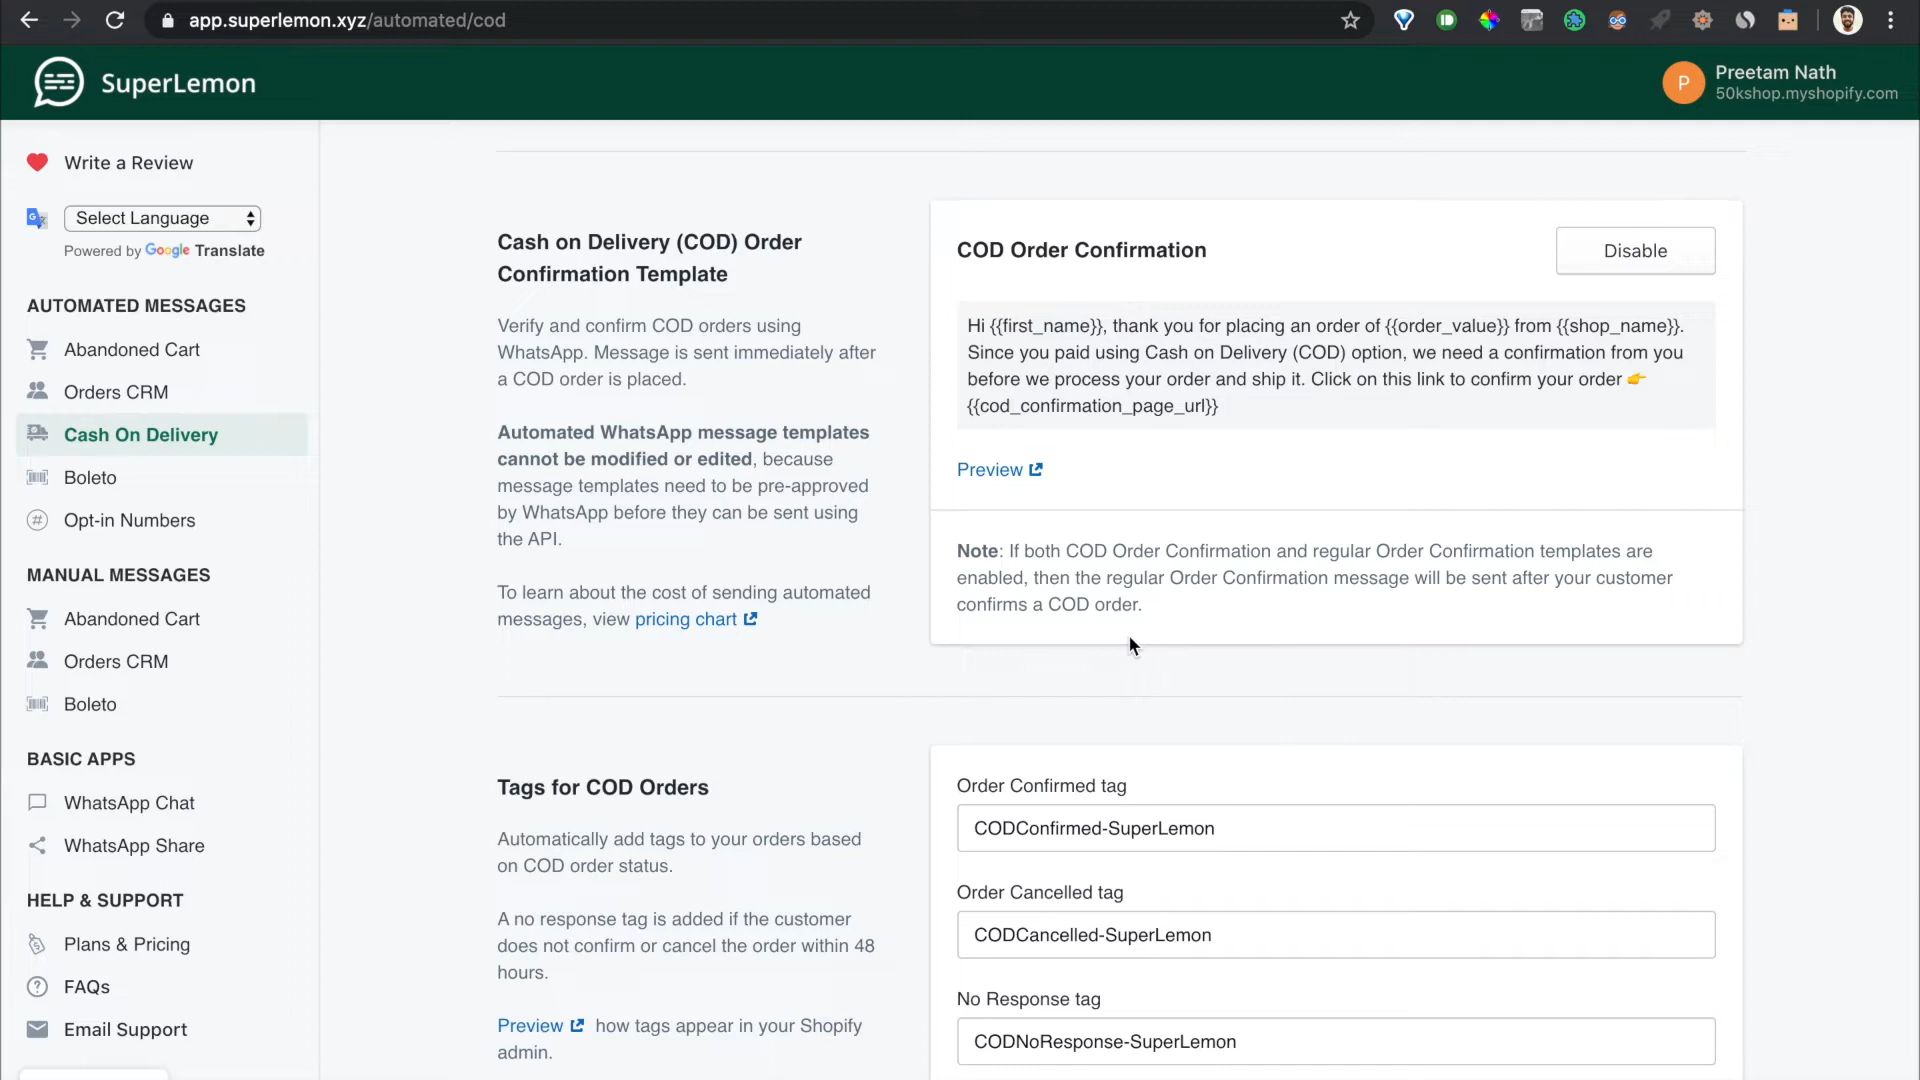 app.superlemon.xyz/automated/cod
SuperLemon
P
Preetam Nath
50kshop.myshopify.com
Write a Review
Select Language
Powered by Google Translate
AUTOMATED MESSAGES
Abandoned Cart
Orders CRM
Cash On Delivery
Boleto
Opt-in Numbers
MANUAL MESSAGES
Abandoned Cart
Orders CRM
Boleto
BASIC APPS
WhatsApp Chat
WhatsApp Share
HELP & SUPPORT
Plans & Pricing
FAQs
Email Support
Cash on Delivery (COD) Order
Confirmation Template
Verify and confirm COD orders using
WhatsApp. Message is sent immediately after
a COD order is placed.
Automated WhatsApp message templates
cannot be modified or edited, because
message templates need to be pre-approved
by WhatsApp before they can be sent using
the API.
To learn about the cost of sending automated
messages, view pricing chart
COD Order Confirmation
Disable
Hi {{first_name}}, thank you for placing an order of {{order_value}} from {{shop_name}}.
Since you paid using Cash on Delivery (COD) option, we need a confirmation from you
before we process your order and ship it. Click on this link to confirm your order 👉
{{cod_confirmation_page_url}}
Preview
Note: If both COD Order Confirmation and regular Order Confirmation templates are
enabled, then the regular Order Confirmation message will be sent after your customer
confirms a COD order.
Tags for COD Orders
Automatically add tags to your orders based
on COD order status.
A no response tag is added if the customer
does not confirm or cancel the order within 48
hours.
Preview how tags appear in your Shopify
admin.
Order Confirmed tag
CODConfirmed-SuperLemon
Order Cancelled tag
CODCancelled-SuperLemon
No Response tag
CODNoResponse-SuperLemon